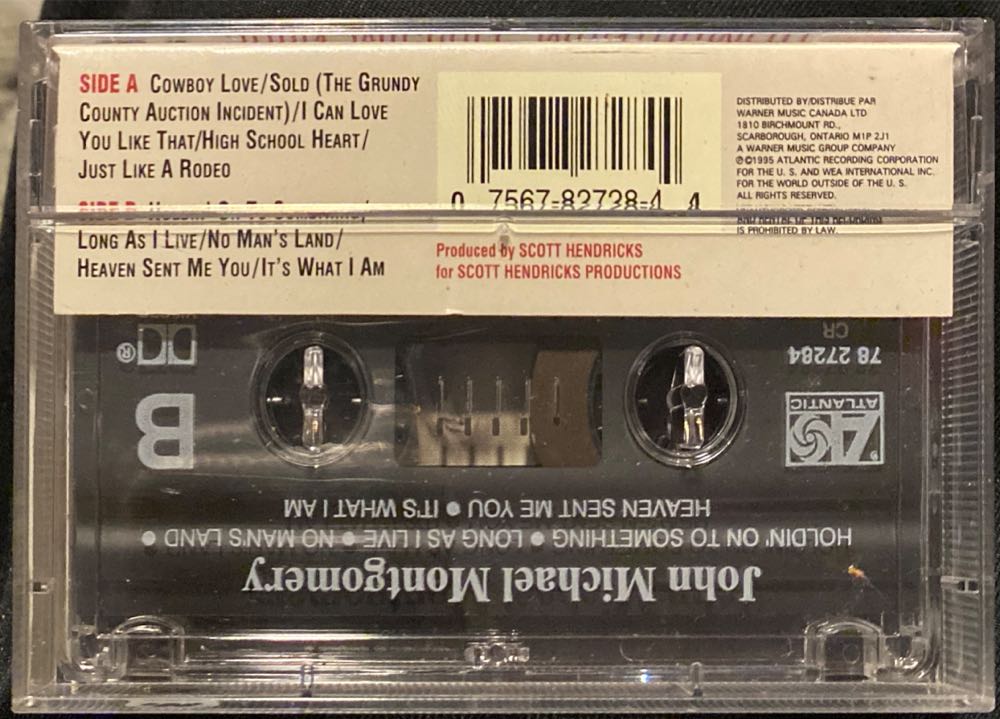 SIDE A COWBOY LOVE/SOLD (THE GRUNDY
COUNTY AUCTION INCIDENT)/I CAN LOVE
YOU LIKE THAT/HIGH SCHOOL HEART/
JUST LIKE A RODEO
SIDE B HOLDIN' ON TO SOMETHING/
LONG AS I LIVE/NO MAN'S LAND/
HEAVEN SENT ME YOU/IT'S WHAT I AM
0 7567-82728-4 4
Produced by SCOTT HENDRICKS
for SCOTT HENDRICKS PRODUCTIONS
DISTRIBUTED BY/DISTRIBUE PAR
WARNER MUSIC CANADA LTD
1810 BIRCHMOUNT RD.,
SCARBOROUGH, ONTARIO M1P 2J1
A WARNER MUSIC GROUP COMPANY
℗©1995 ATLANTIC RECORDING CORPORATION
FOR THE U. S. AND WEA INTERNATIONAL INC.
FOR THE WORLD OUTSIDE OF THE U. S.
ALL RIGHTS RESERVED.
IS PROHIBITED BY LAW.
John Michael Montgomery
HOLDIN' ON TO SOMETHING ● LONG AS I LIVE ● NO MAN'S LAND ●
HEAVEN SENT ME YOU ● IT'S WHAT I AM
B
ATLANTIC
78 27284
CR